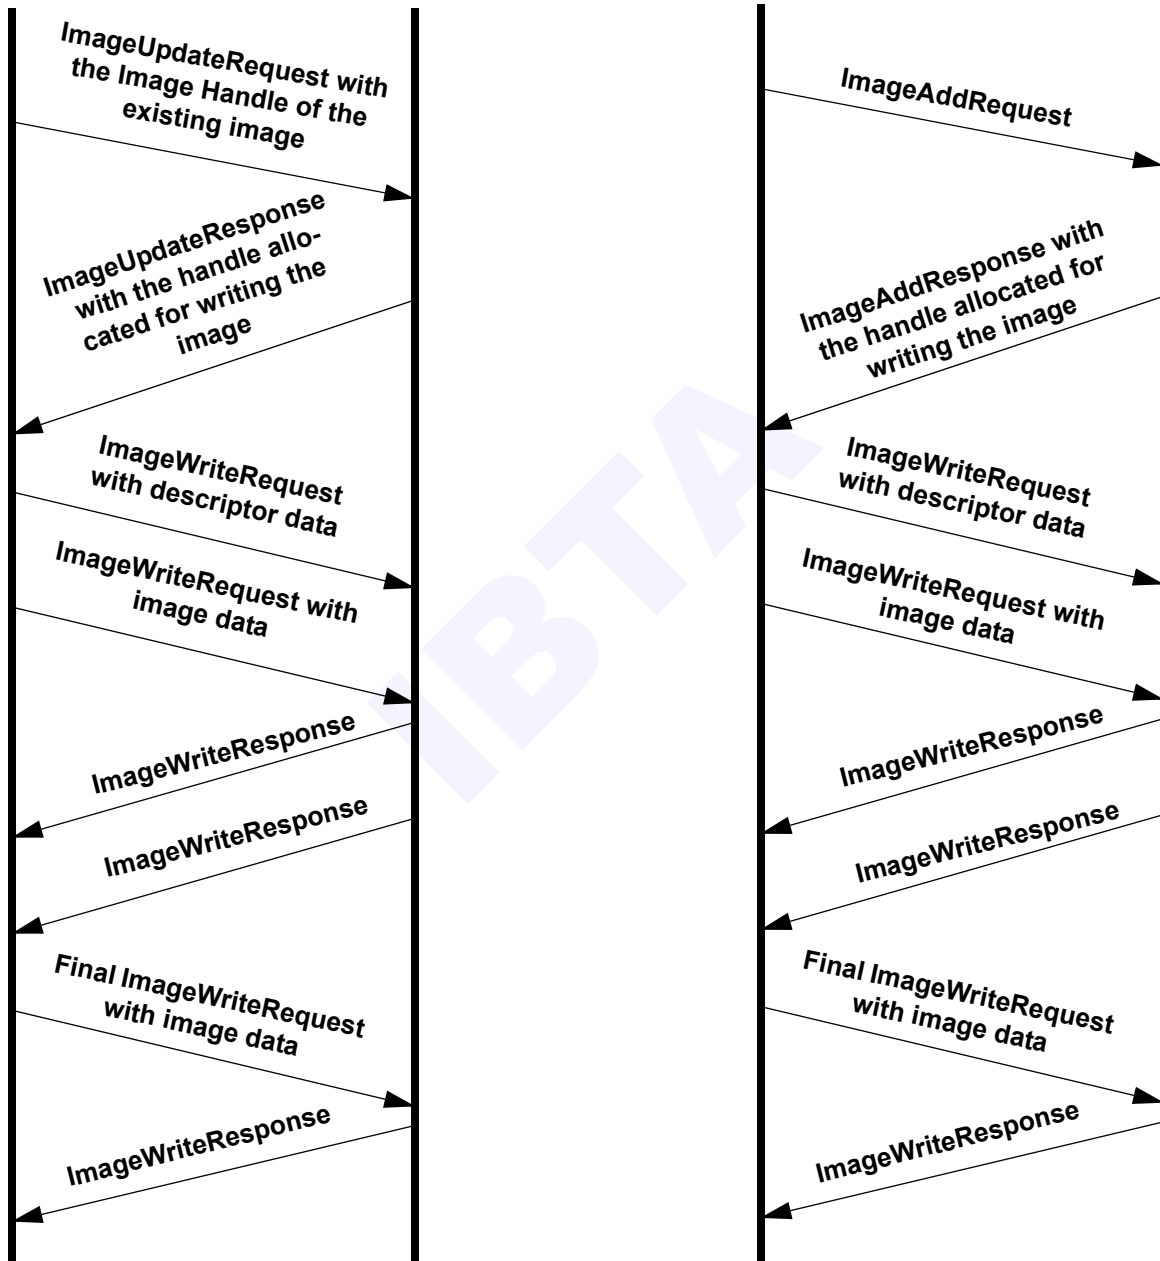 ImageUpdateRequest with
the Image Handle of the
existing image
ImageUpdateResponse
with the handle allo-
cated for writing the
image
ImageWriteRequest
with descriptor data
ImageWriteRequest with
image data
ImageWriteResponse
ImageWriteResponse
Final ImageWriteRequest
with image data
ImageWriteResponse
IBTA
ImageAddRequest
ImageAddResponse with
the handle allocated for
writing the image
ImageWriteRequest
with descriptor data
ImageWriteRequest with
image data
ImageWriteResponse
ImageWriteResponse
Final ImageWriteRequest
with image data
ImageWriteResponse